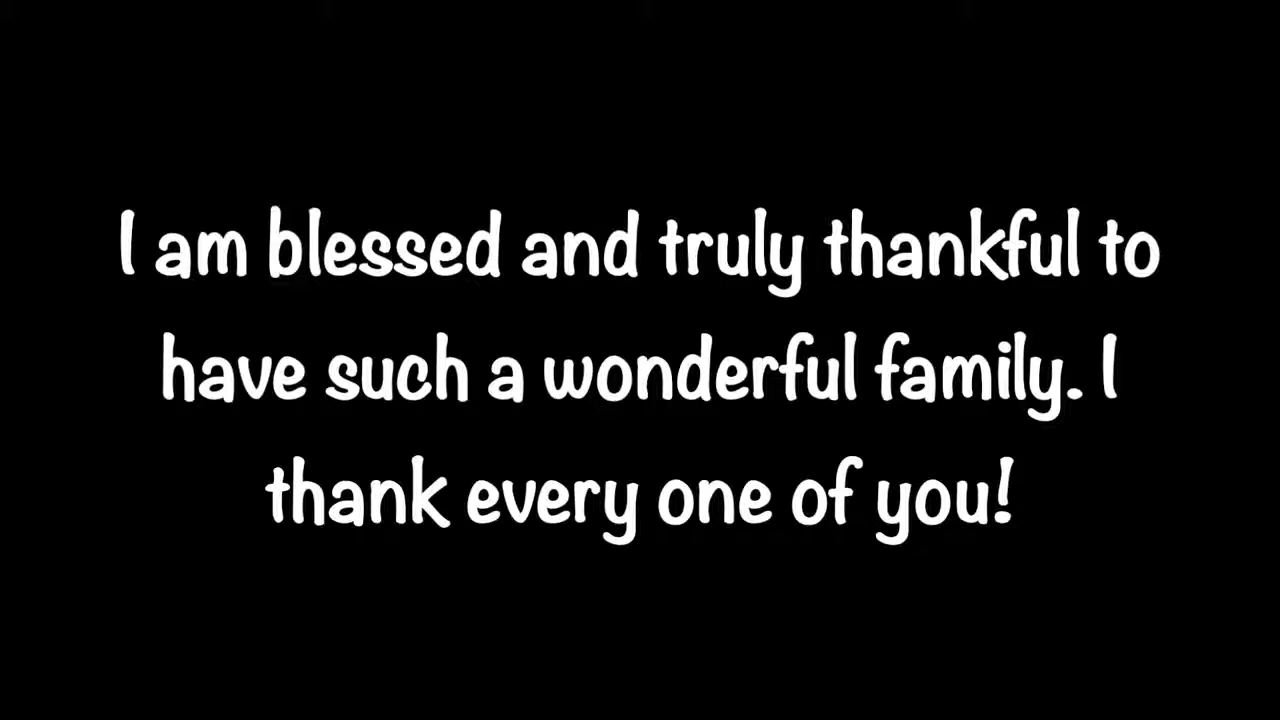 I am blessed and truly thankful to
have such a wonderful family. I
thank every one of you!